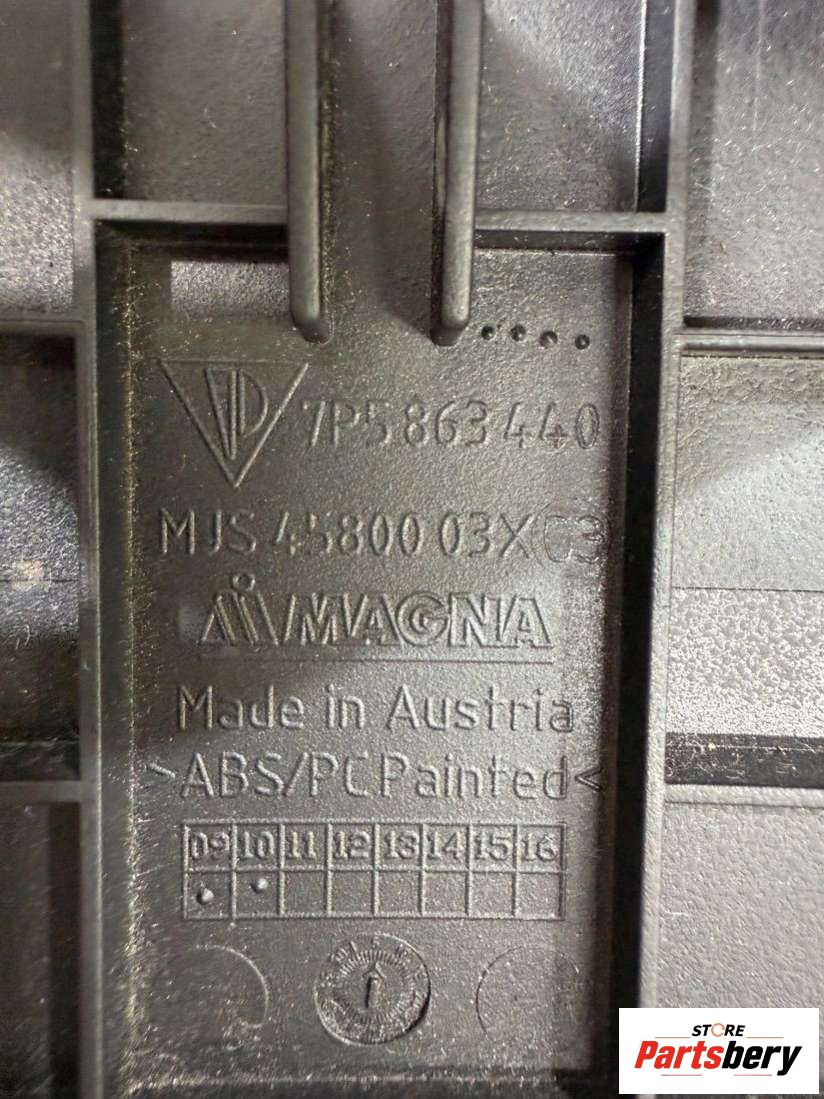 7P5 863 440
MJS 45800 03X
MAGNA
Made in Austria
>ABS/PC Painted<
09 10 11 12 13 14 15 16
STORE
Partsbery